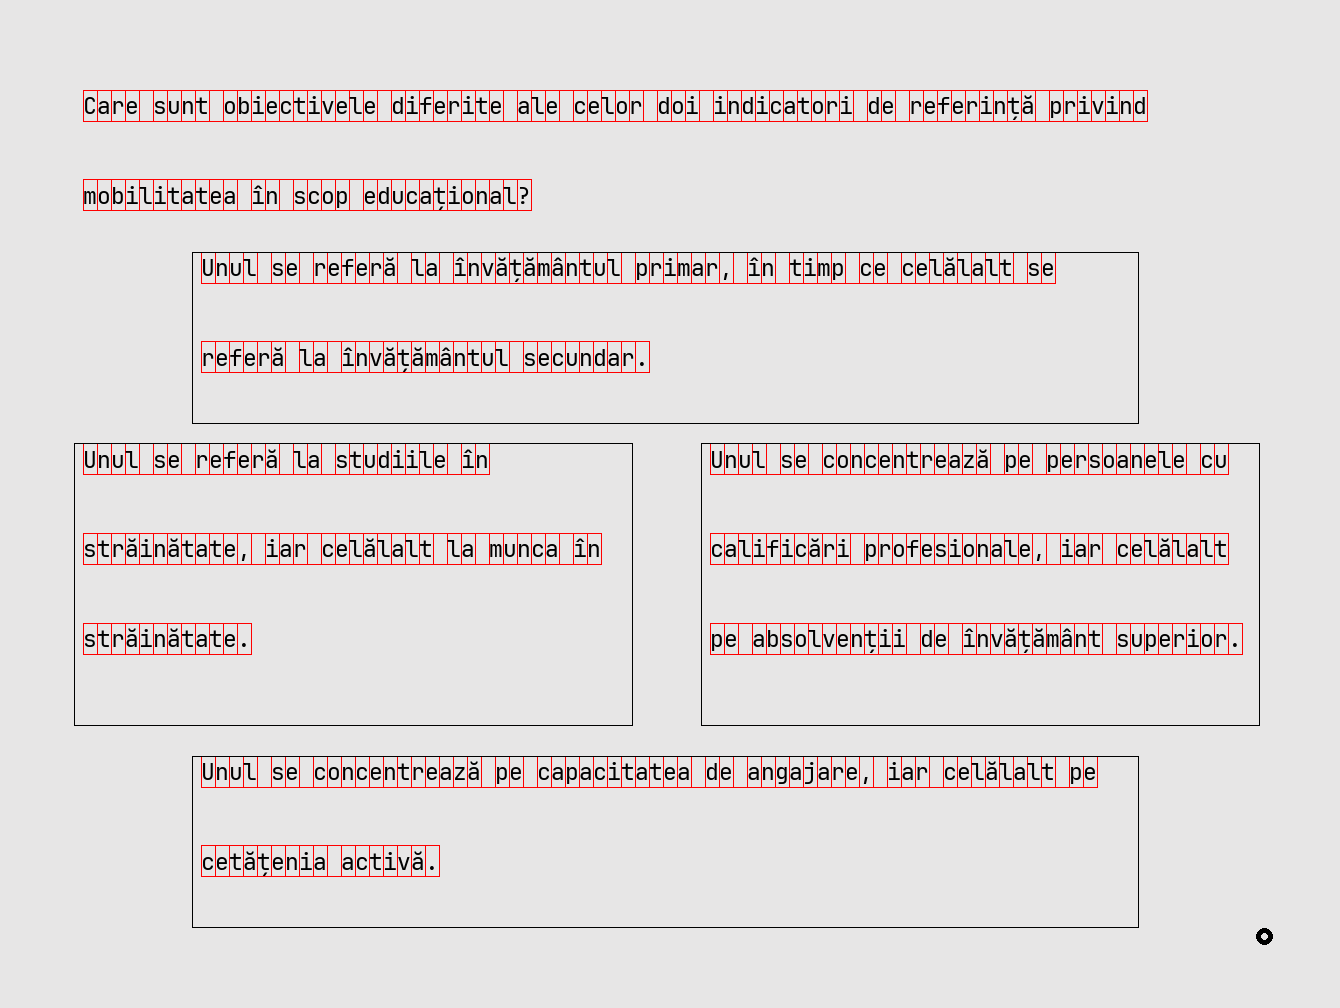 Care sunt obiectivele diferite ale celor doi indicatori de referință privind
mobilitatea în scop educațional?
Unul se referă la învățământul primar, în timp ce celălalt se
referă la învățământul secundar.
Unul se referă la studiile în
străinătate, iar celălalt la munca în
străinătate.
Unul se concentrează pe persoanele cu
calificări profesionale, iar celălalt
pe absolvenții de învățământ superior.
Unul se concentrează pe capacitatea de angajare, iar celălalt pe
cetățenia activă.